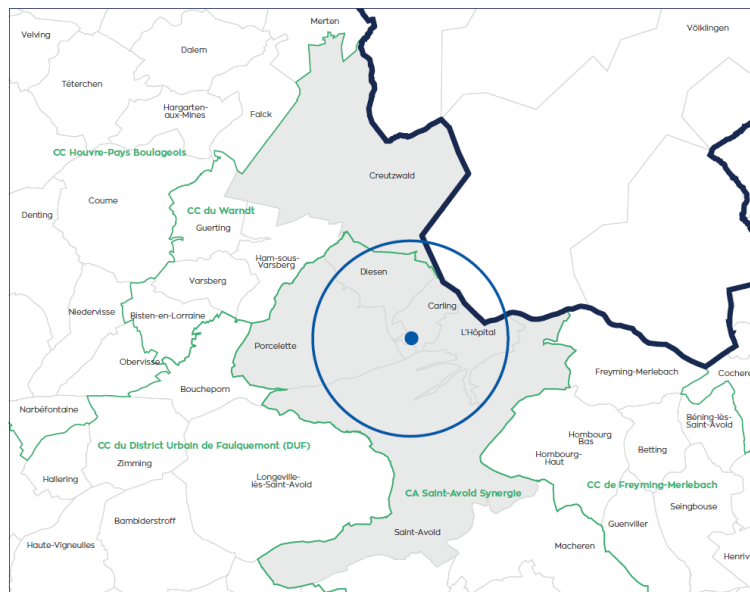 Merten
Völklingen
Velving
Dalem
Téterchen
Hargarten-
aux-Mines
Falck
CC Houvre-Pays Boulageois
Creutzwald
Coume
CC du Warndt
Denting
Guerting
Ham-sous-
Varsberg
Diesen
Varsberg
Carling
Niedervisse
Bisten-en-Lorraine
L'Hôpital
Porcelette
Obervisse
Freyming-Merlebach
Cochere
Boucheporn
Narbéfontaine
Béning-lès-
Saint-Avold
Hombourg
Bas
CC du District Urbain de Faulquemont (DUF)
Betting
Hombourg-
Haut
Zimming
Hallering
Longeville-
lès-Saint-Avold
CC de Freyming-Merlebach
CA Saint-Avold Synergie
Seingbouse
Bambiderstroff
Guenviller
Saint-Avold
Haute-Vigneulles
Macheren
Henriv